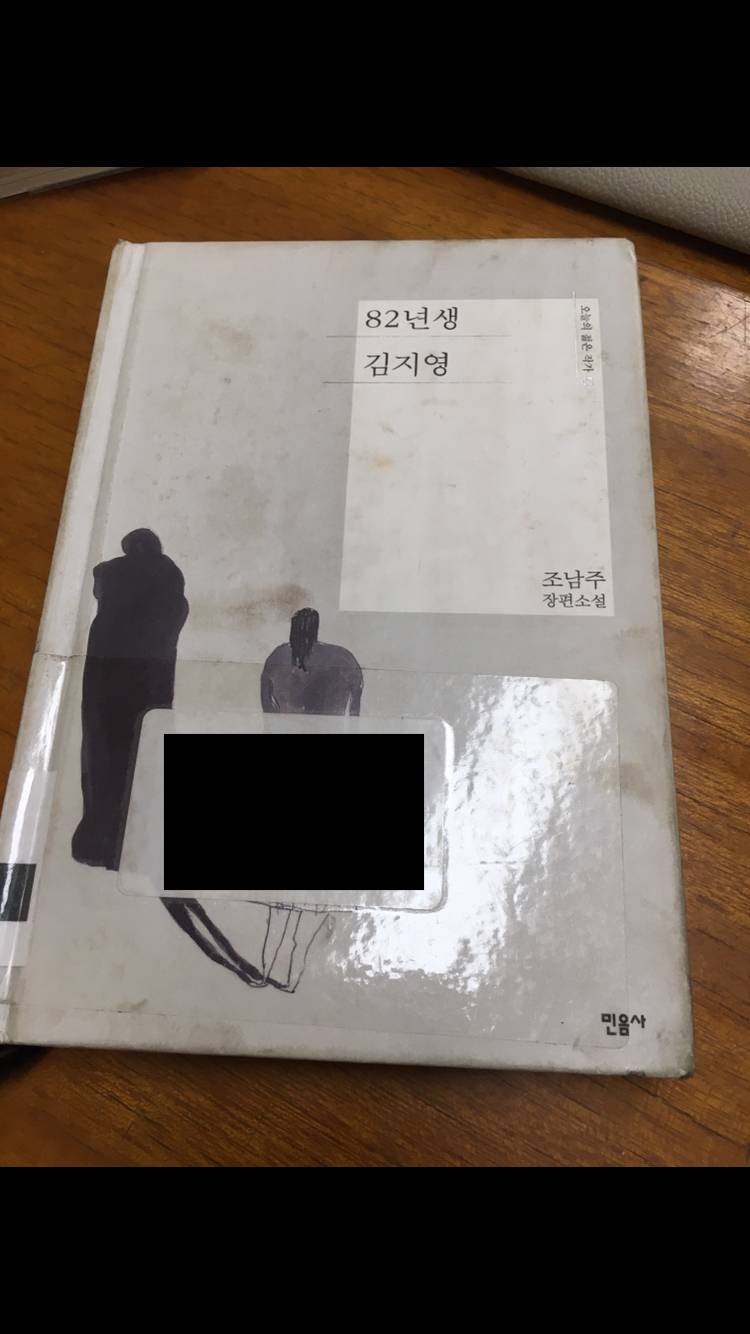 82년생
김지영
오늘의 젊은 작가
조남주
장편소설
민음사